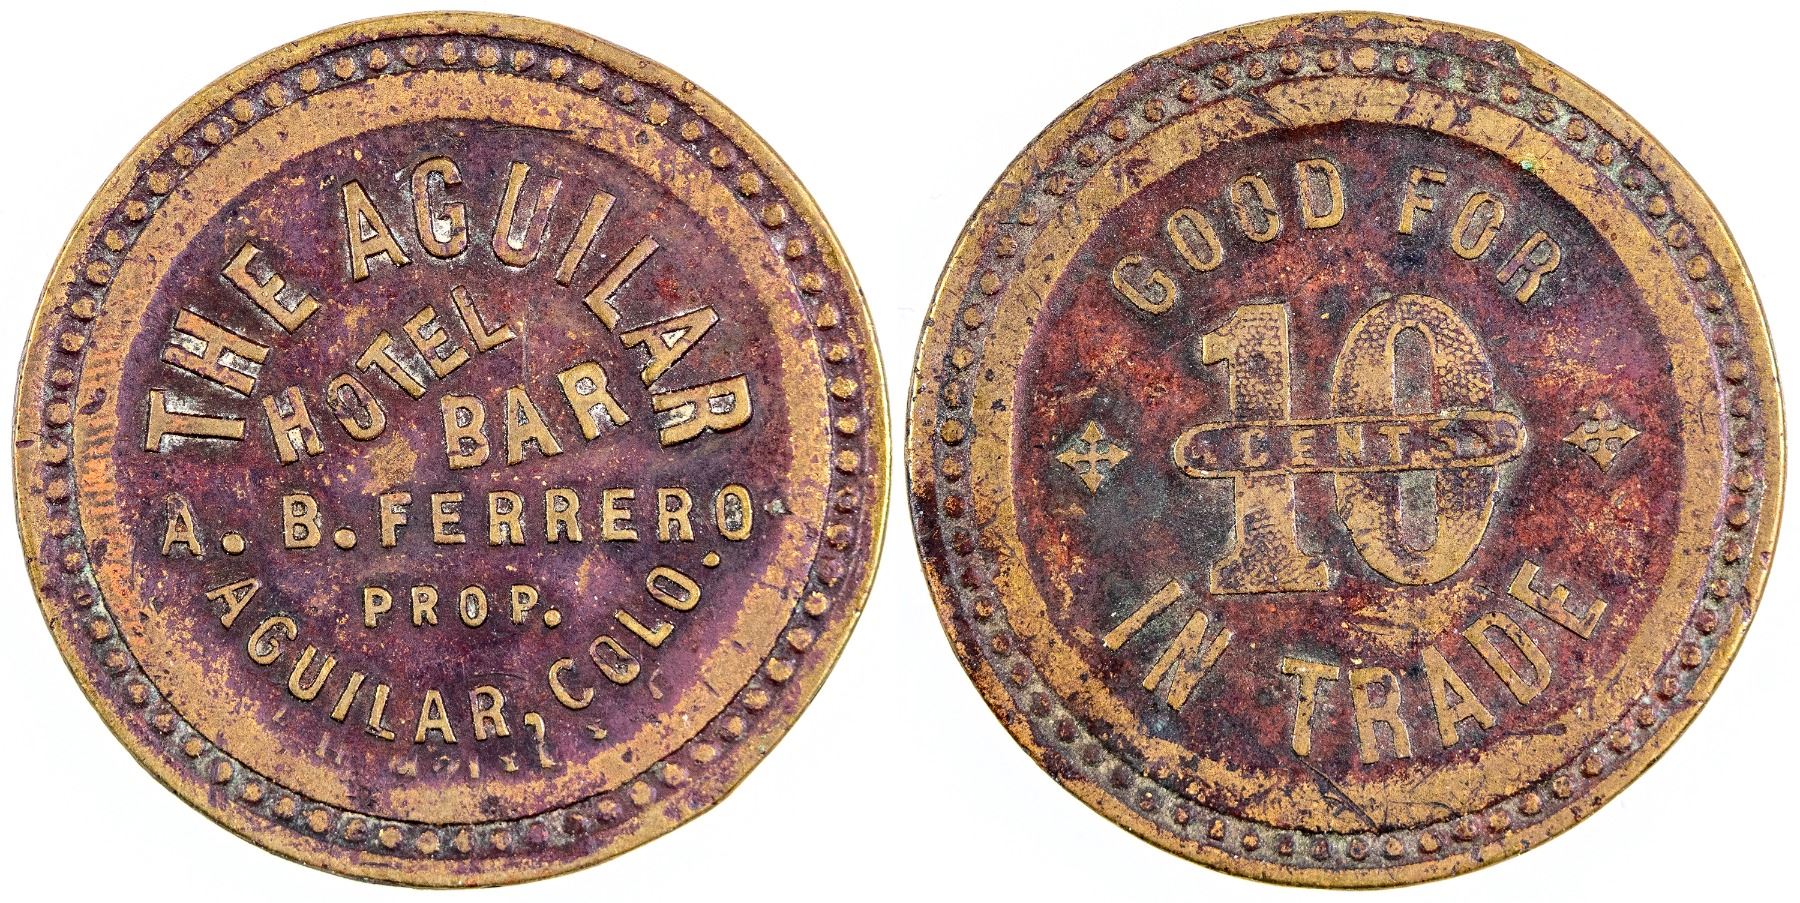 THE AGUILAR
HOTEL
BAR
A. B. FERRERO
PROP.
AGUILAR, COLO.
GOOD FOR
10
CENTS
IN TRADE